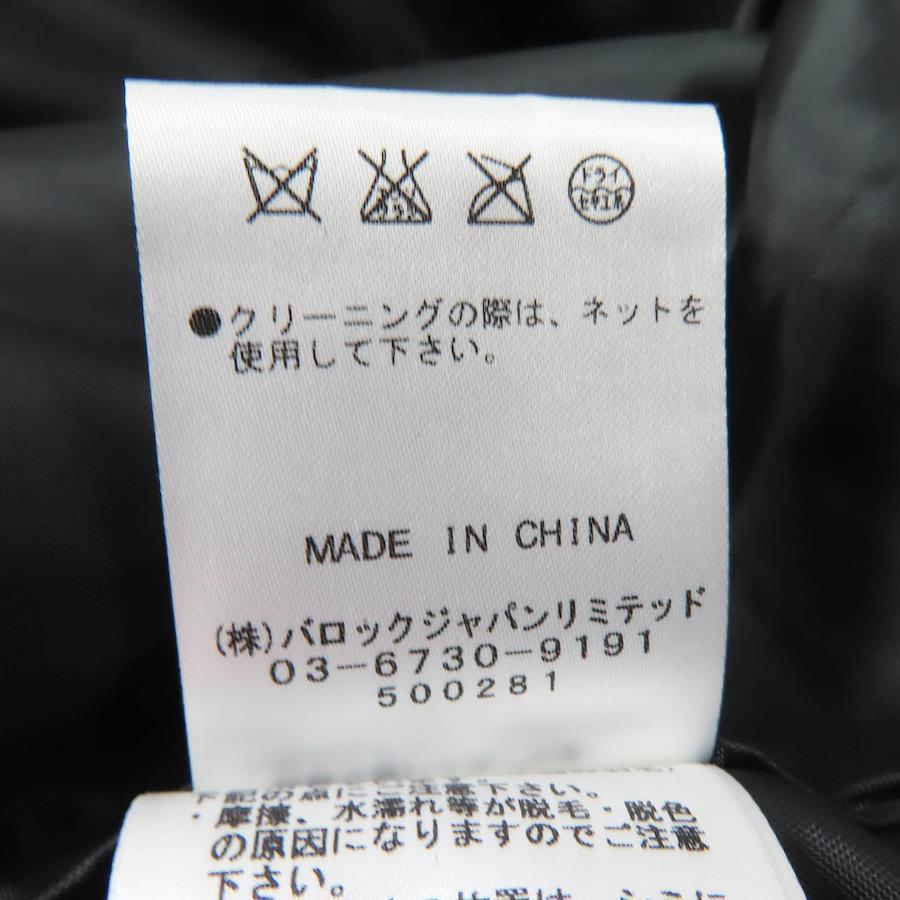 ドライ
セキユ系
●クリーニングの際は、ネットを
使用して下さい。
MADE IN CHINA
(株)バロックジャパンリミテッド
03-6730-9191
500281
下記の点にご注意下さい。
・摩擦、水濡れ等が脱毛・脱色
の原因になりますのでご注意
下さい。